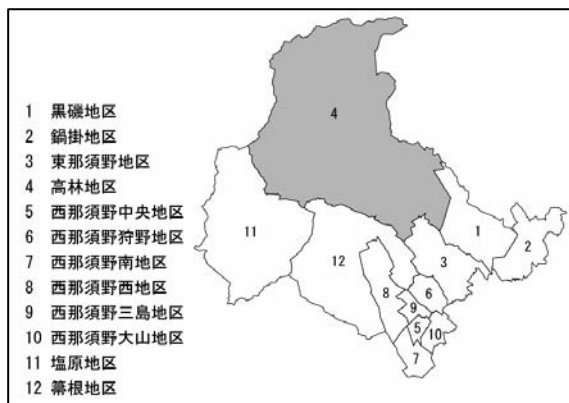 1 黒磯地区
2 鍋掛地区
3 東那須野地区
4 高林地区
5 西那須野中央地区
6 西那須野狩野地区
7 西那須野南地区
8 西那須野西地区
9 西那須野三島地区
10 西那須野大山地区
11 塩原地区
12 箒根地区
4
11
12
8
3
1
2
6
9
5
10
7